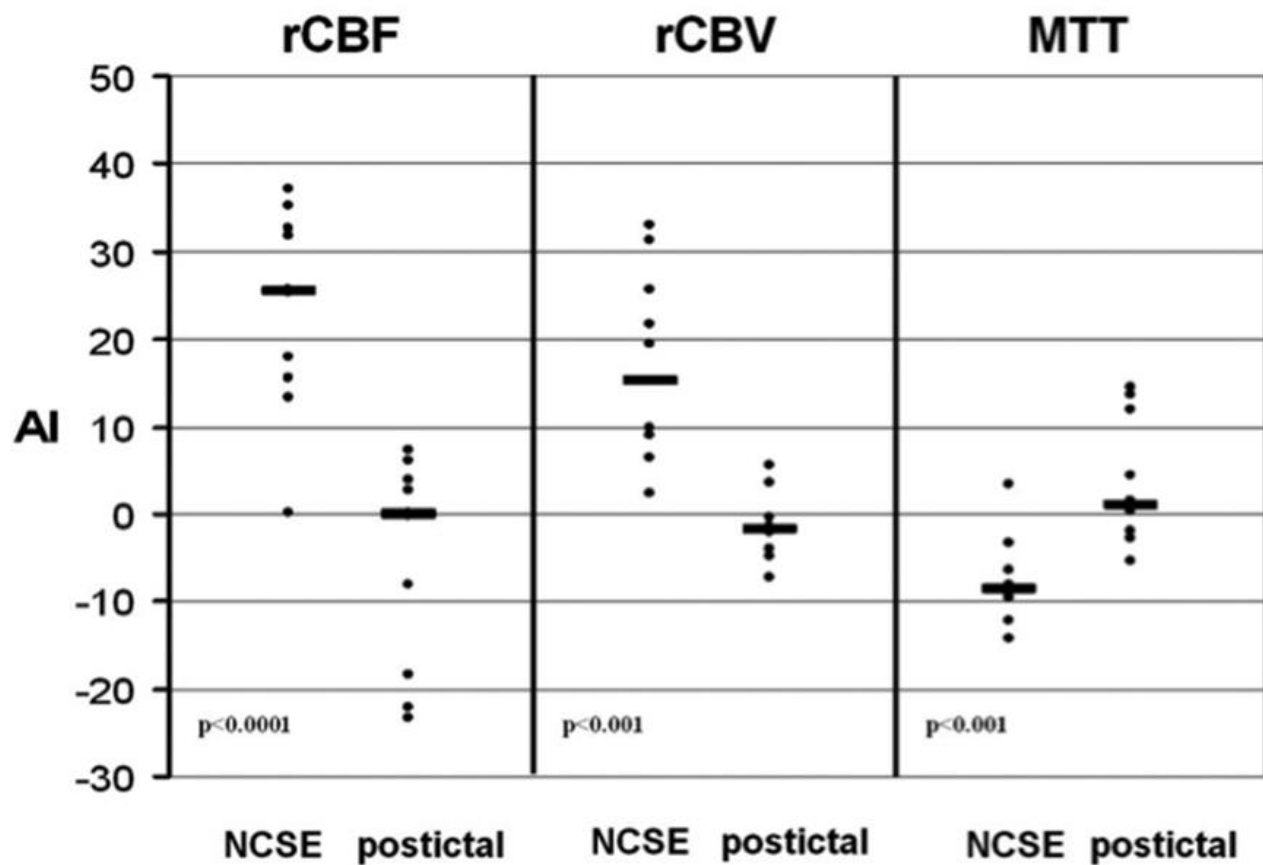 rCBF rCBV MTT
50
40
30
20
AI 10
0
-10
-20
p<0.0001 p<0.001 p<0.001
-30
NCSE postictal NCSE postictal NCSE postictal